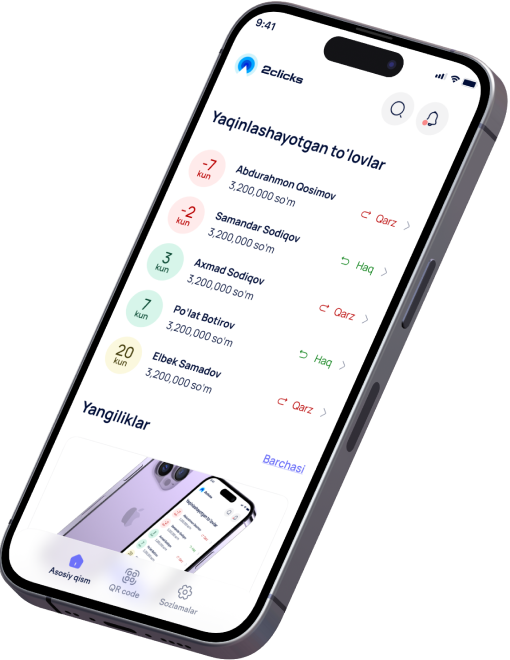 9:41
2clicks
Yaqinlashayotgan to'lovlar
-7 kun
Abdurahmon Qosimov
3,200,000 so'm
Qarz
-2 kun
Samandar Sodiqov
3,200,000 so'm
Haq
3 kun
Axmad Sodiqov
3,200,000 so'm
Qarz
7 kun
Po'lat Botirov
3,200,000 so'm
Haq
20 kun
Elbek Samadov
3,200,000 so'm
Qarz
Yangiliklar
Barchasi
Asosiy qism
QR code
Sozlamalar